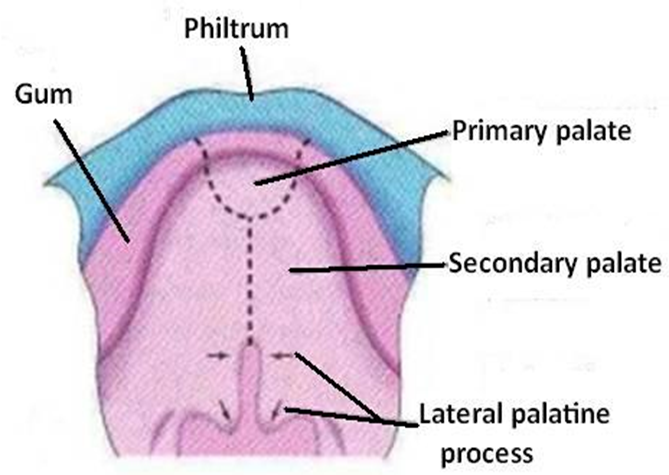 Philtrum
Gum
Primary palate
Secondary palate
Lateral palatine
process